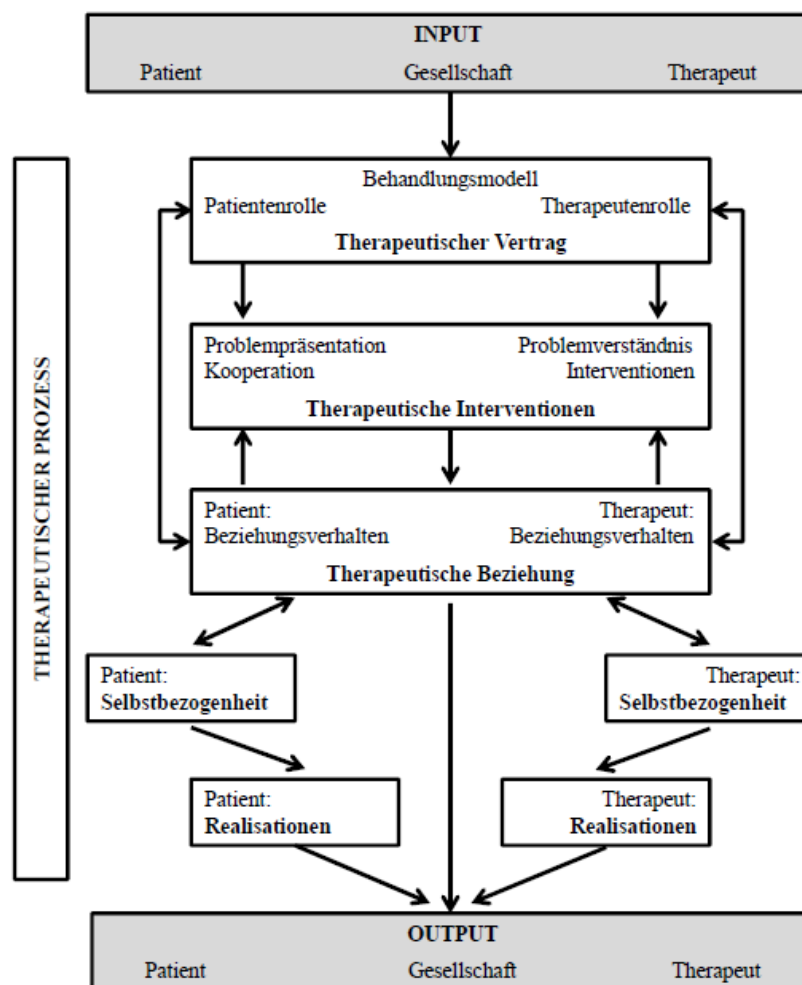 INPUT
Patient Gesellschaft Therapeut
THERAPEUTISCHER PROZESS
Behandlungsmodell
Patientenrolle Therapeutenrolle
Therapeutischer Vertrag
Problempräsentation Problemverständnis
Kooperation Interventionen
Therapeutische Interventionen
Patient: Therapeut:
Beziehungsverhalten Beziehungsverhalten
Therapeutische Beziehung
Patient: Therapeut:
Selbstbezogenheit Selbstbezogenheit
Patient: Therapeut:
Realisationen Realisationen
OUTPUT
Patient Gesellschaft Therapeut